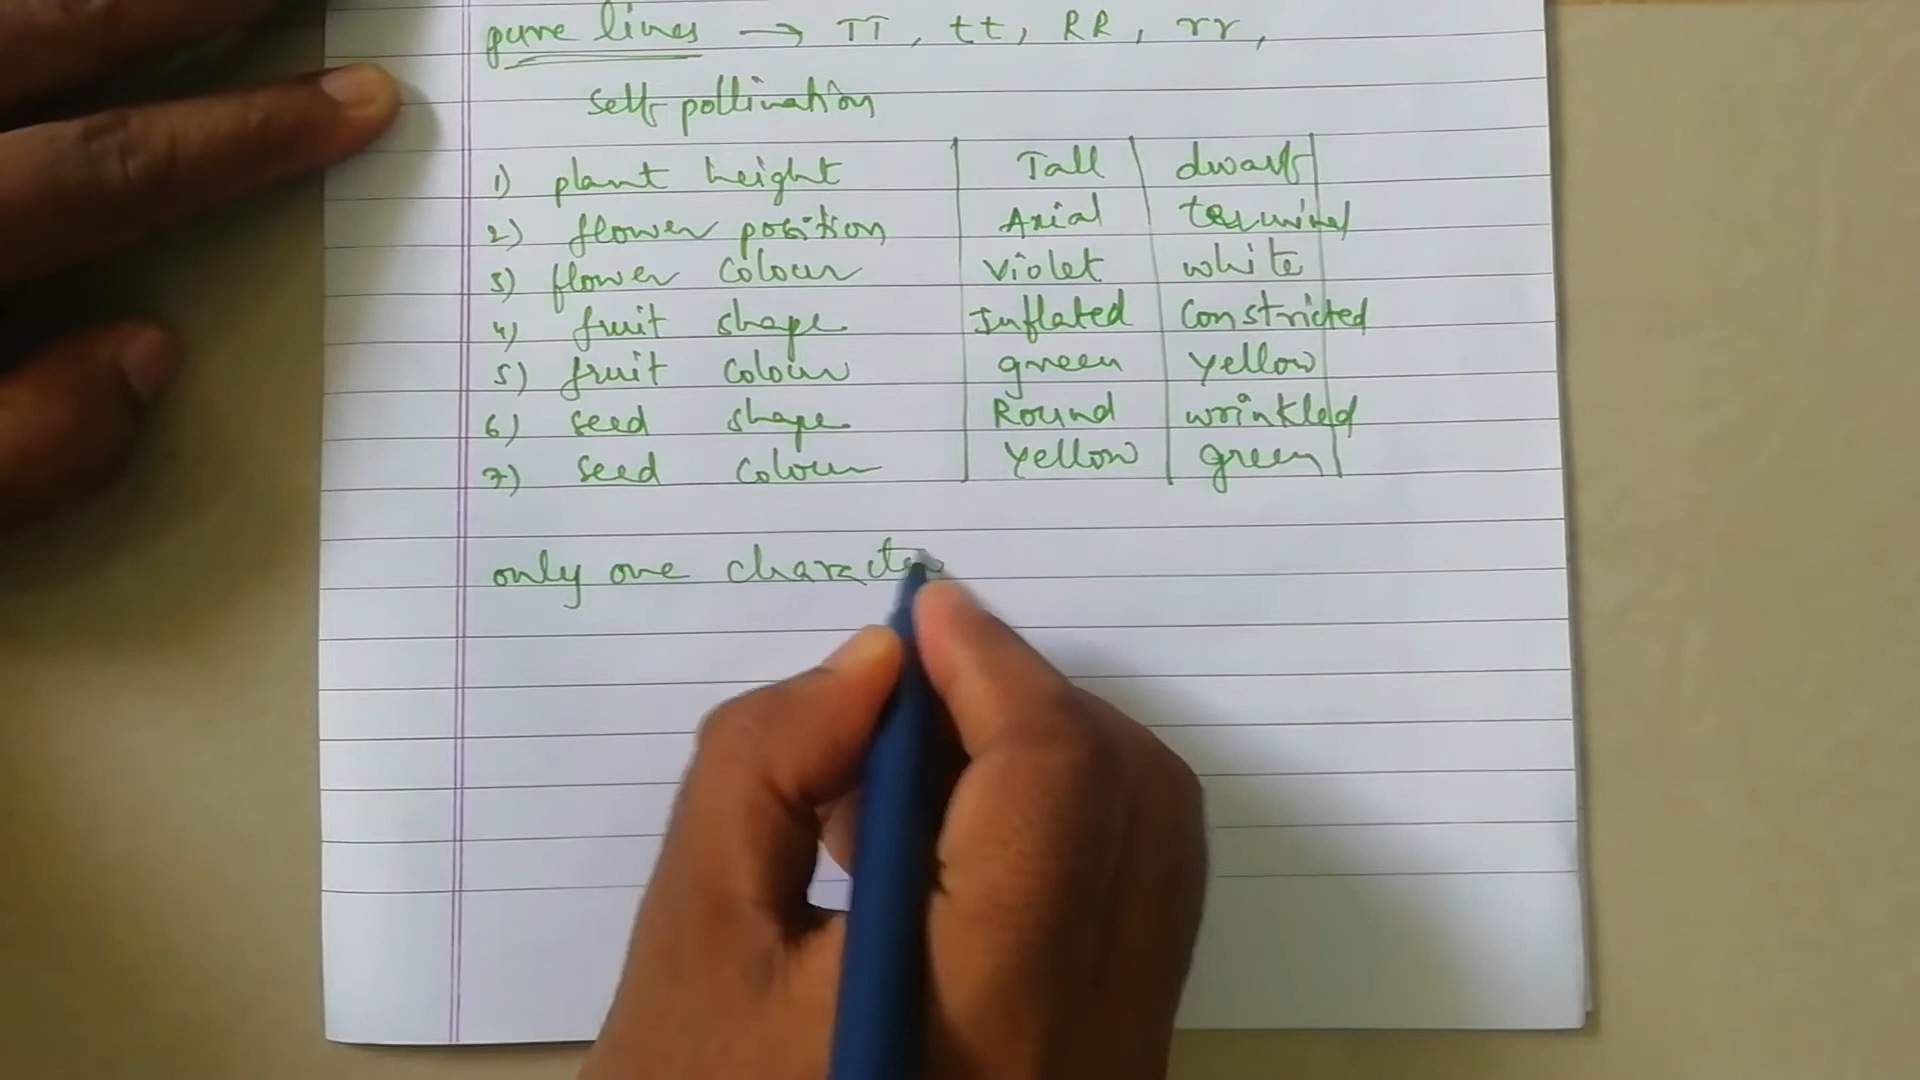 pure lines → TT, tt, RR, rr,
self pollination
1) plant height Tall dwarf
2) flower position Axial terminal
3) flower colour violet white
4) fruit shape Inflated constricted
5) fruit colour green yellow
6) seed shape Round wrinkled
7) seed colour yellow green
only one character